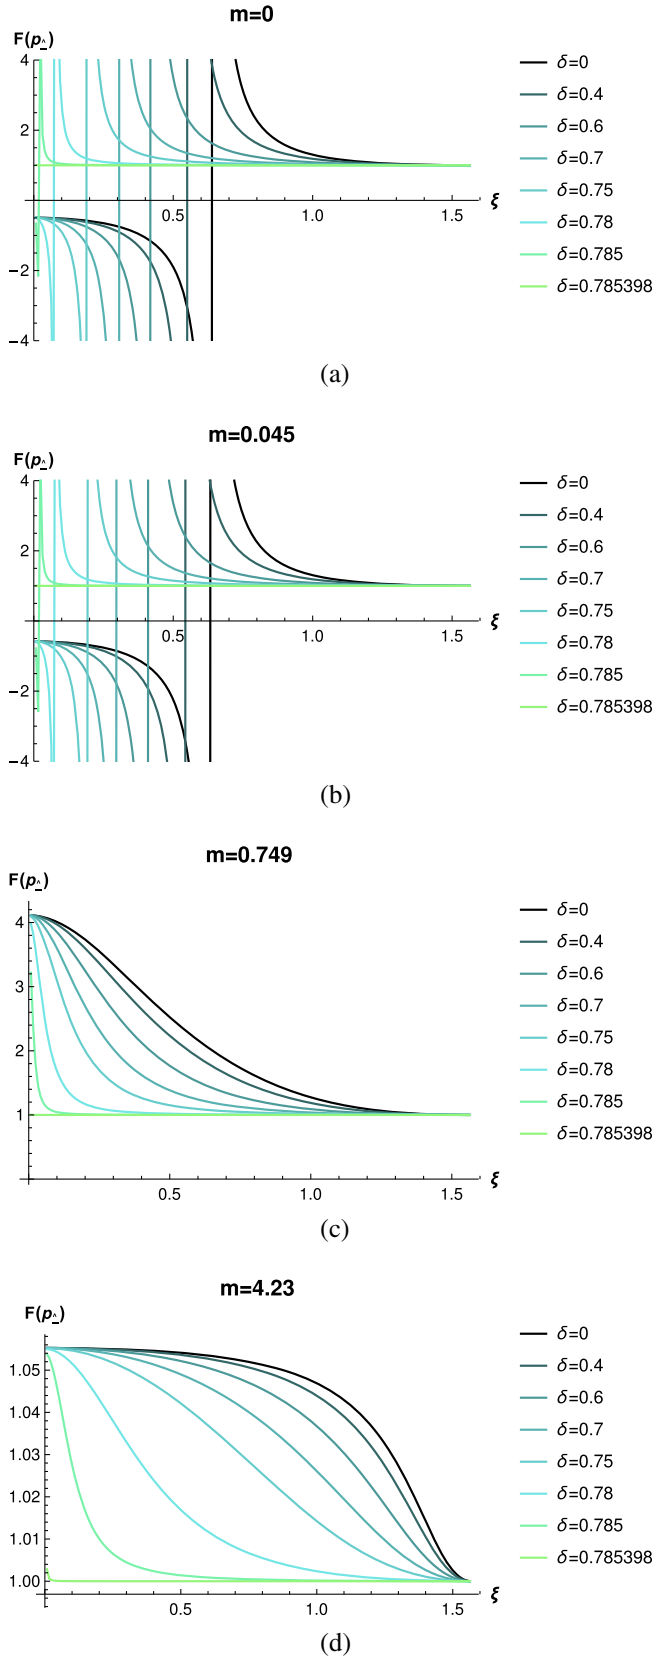 m=0
F(p_^)
4
2
−2
−4
0.5
1.0
1.5
ξ
δ=0
δ=0.4
δ=0.6
δ=0.7
δ=0.75
δ=0.78
δ=0.785
δ=0.785398
(a)
m=0.045
F(p_^)
4
2
−2
−4
0.5
1.0
1.5
ξ
δ=0
δ=0.4
δ=0.6
δ=0.7
δ=0.75
δ=0.78
δ=0.785
δ=0.785398
(b)
m=0.749
F(p_^)
4
3
2
1
0.5
1.0
1.5
ξ
δ=0
δ=0.4
δ=0.6
δ=0.7
δ=0.75
δ=0.78
δ=0.785
δ=0.785398
(c)
m=4.23
F(p_^)
1.05
1.04
1.03
1.02
1.01
1.00
0.5
1.0
1.5
ξ
δ=0
δ=0.4
δ=0.6
δ=0.7
δ=0.75
δ=0.78
δ=0.785
δ=0.785398
(d)